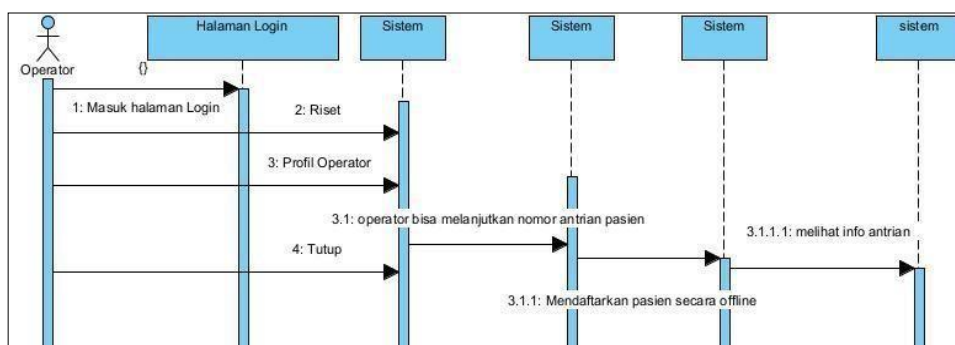 Halaman Login
Sistem
Sistem
Sistem
sistem
Operator
{}
1: Masuk halaman Login
2: Riset
3: Profil Operator
3.1: operator bisa melanjutkan nomor antrian pasien
3.1.1.1: melihat info antrian
4: Tutup
3.1.1: Mendaftarkan pasien secara offline